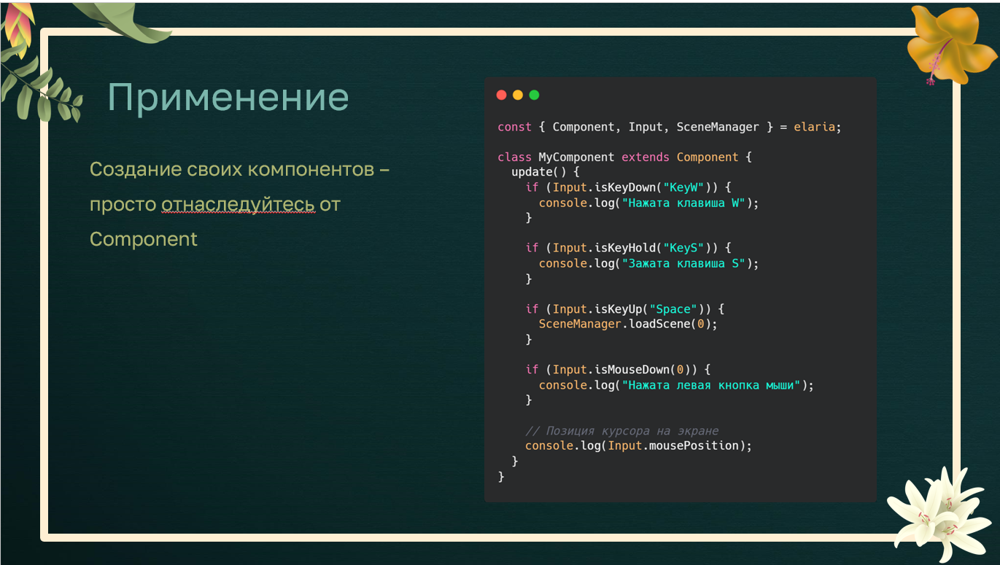 Применение
Создание своих компонентов –
просто отнаследуйтесь от
Component
const { Component, Input, SceneManager } = elaria;
class MyComponent extends Component {
update() {
if (Input.isKeyDown("KeyW")) {
console.log("Нажата клавиша W");
}
if (Input.isKeyHold("KeyS")) {
console.log("Зажата клавиша S");
}
if (Input.isKeyUp("Space")) {
SceneManager.loadScene(0);
}
if (Input.isMouseDown(0)) {
console.log("Нажата левая кнопка мыши");
}
// Позиция курсора на экране
console.log(Input.mousePosition);
}
}